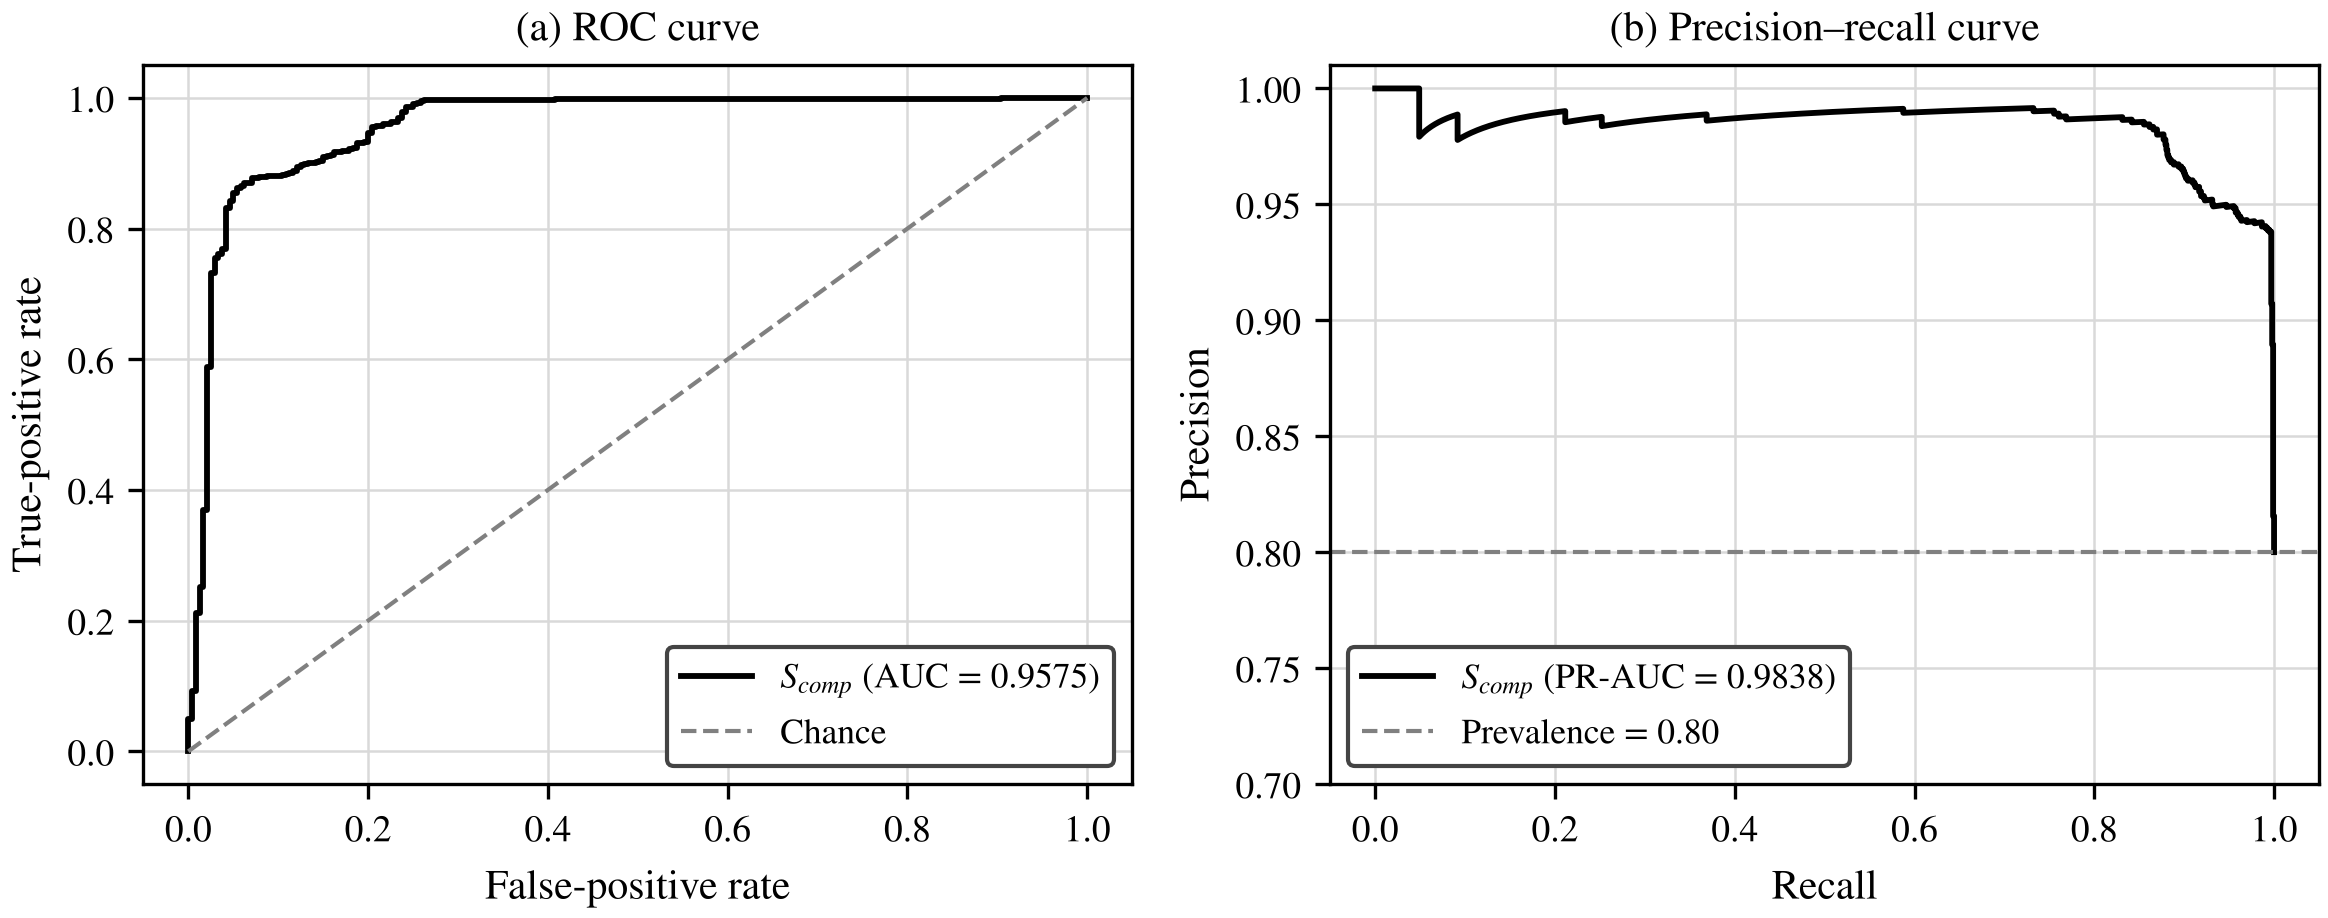 (a) ROC curve
True-positive rate
1.0
0.8
0.6
0.4
0.2
0.0
S_comp (AUC = 0.9575)
Chance
0.0 0.2 0.4 0.6 0.8 1.0
False-positive rate
(b) Precision–recall curve
Precision
1.00
0.95
0.90
0.85
0.80
0.75
0.70
S_comp (PR-AUC = 0.9838)
Prevalence = 0.80
0.0 0.2 0.4 0.6 0.8 1.0
Recall